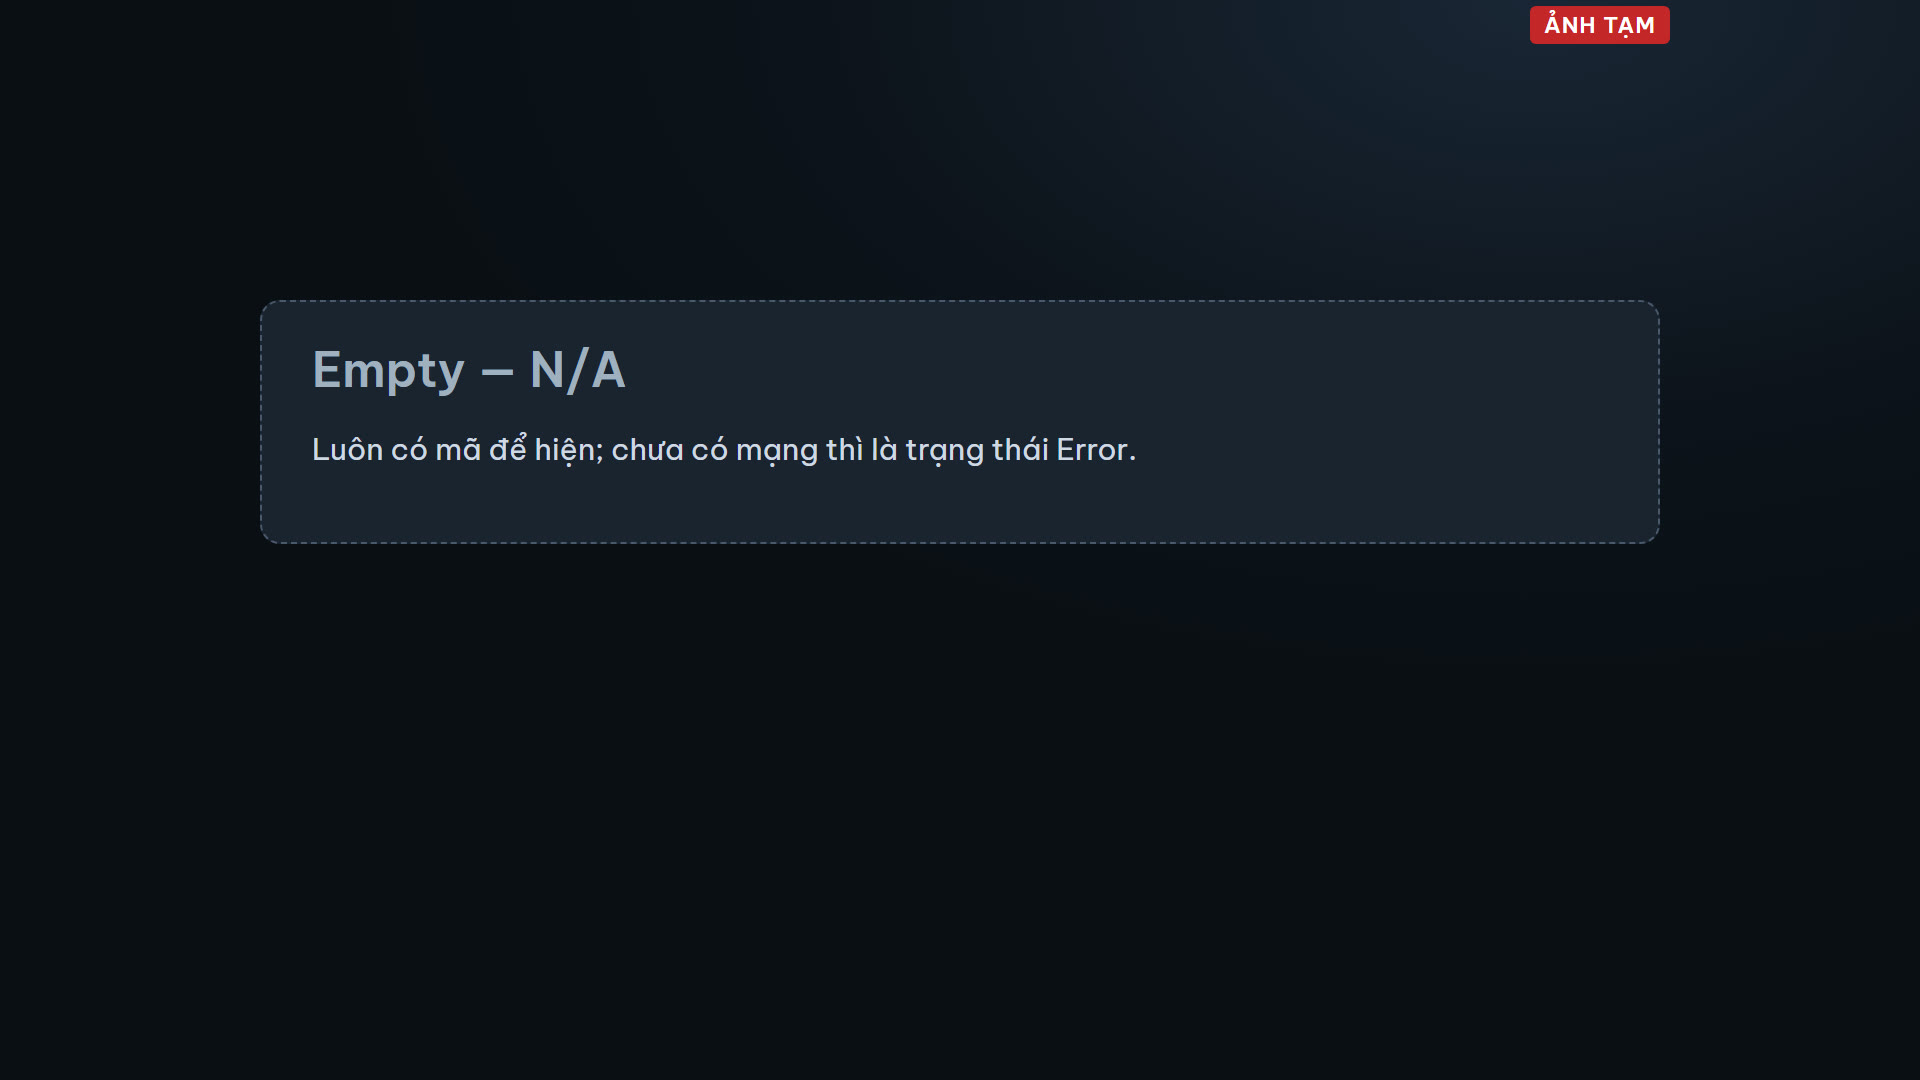 ẢNH TẠM
Empty — N/A
Luôn có mã để hiện; chưa có mạng thì là trạng thái Error.